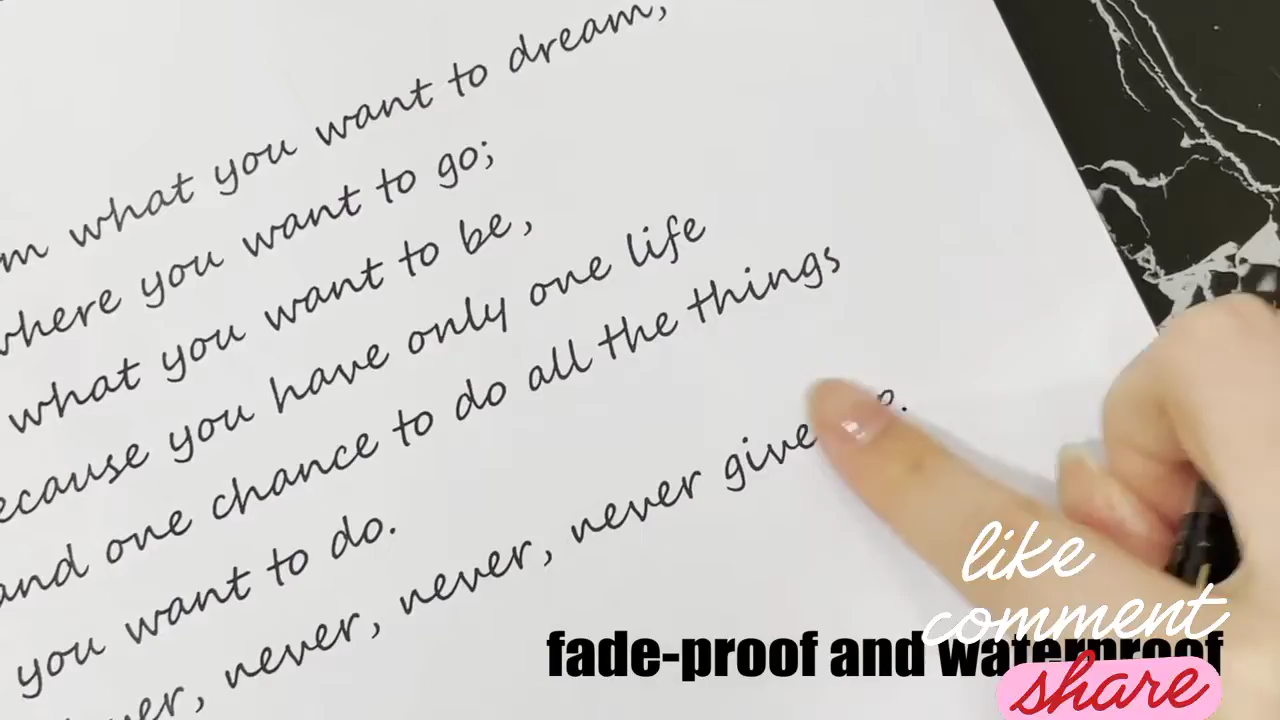 what you want to dream,
where you want to go;
what you want to be,
because you have only one life
and one chance to do all the things
you want to do.
never, never, never, never give
fade-proof and waterproof
like
comment
share